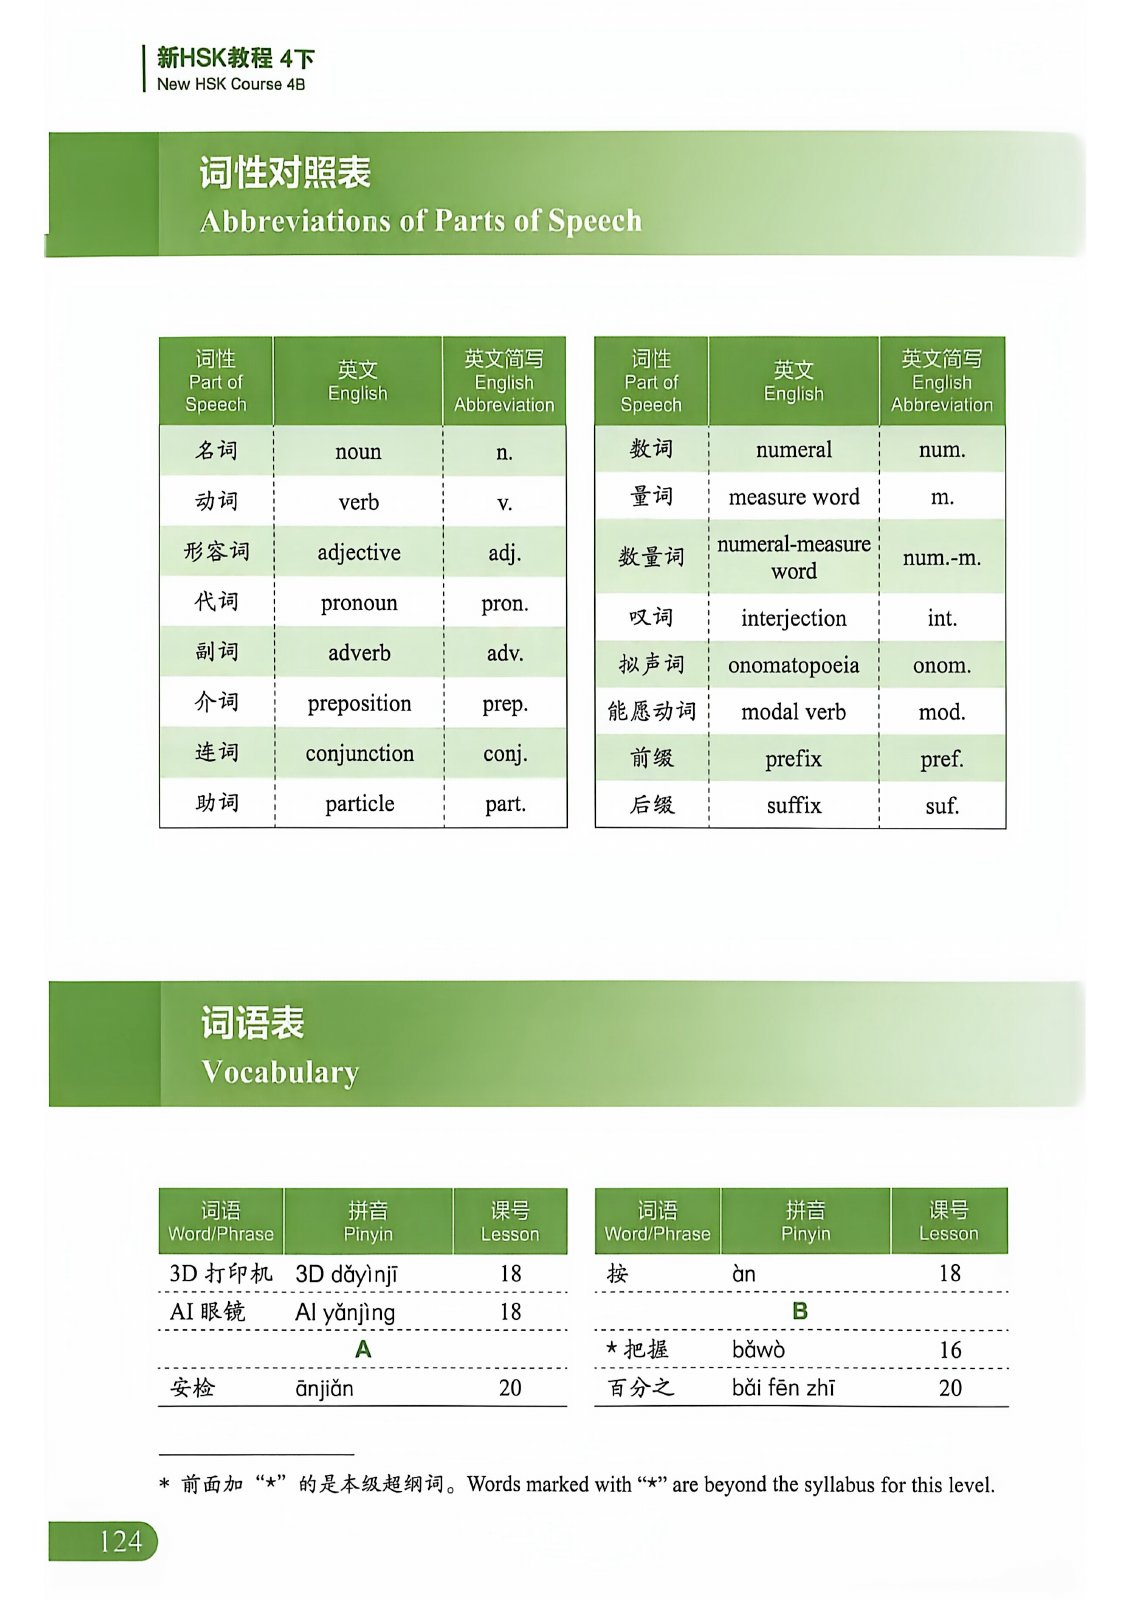 新HSK教程 4下
New HSK Course 4B
词性对照表
Abbreviations of Parts of Speech
词性 Part of Speech 英文 English 英文简写 English Abbreviation
名词 noun n.
动词 verb v.
形容词 adjective adj.
代词 pronoun pron.
副词 adverb adv.
介词 preposition prep.
连词 conjunction conj.
助词 particle part.
词性 Part of Speech 英文 English 英文简写 English Abbreviation
数词 numeral num.
量词 measure word m.
数量词 numeral-measure word num.-m.
叹词 interjection int.
拟声词 onomatopoeia onom.
能愿动词 modal verb mod.
前缀 prefix pref.
后缀 suffix suf.
词语表
Vocabulary
词语 Word/Phrase 拼音 Pinyin 课号 Lesson
3D 打印机 3D dǎyìnjī 18
AI 眼镜 AI yǎnjìng 18
A
安检 ānjiǎn 20
词语 Word/Phrase 拼音 Pinyin 课号 Lesson
按 àn 18
B
* 把握 bǎwò 16
百分之 bǎi fēn zhī 20
* 前面加“*”的是本级超纲词。Words marked with “*” are beyond the syllabus for this level.
124